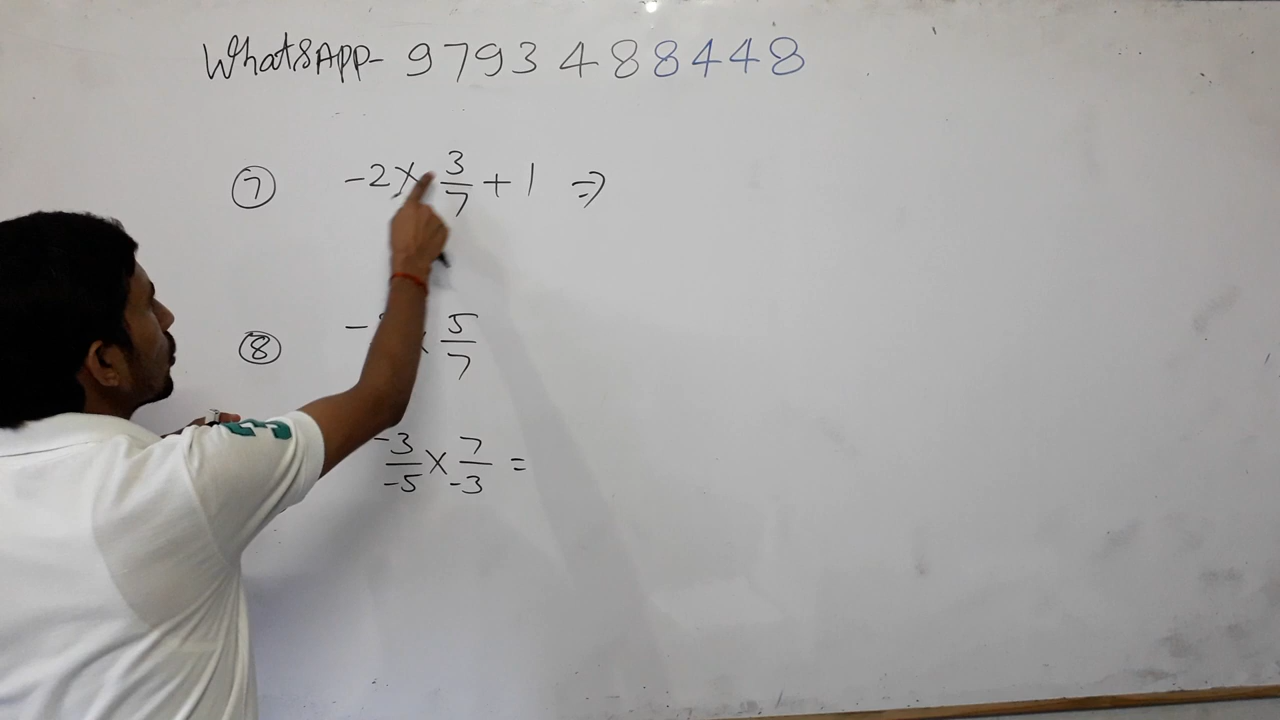 WhatsApp- 9793488448
⑦ -2 × 3/7 + 1 ⇒
⑧ - × 5/7
-3/-5 × 7/-3 =